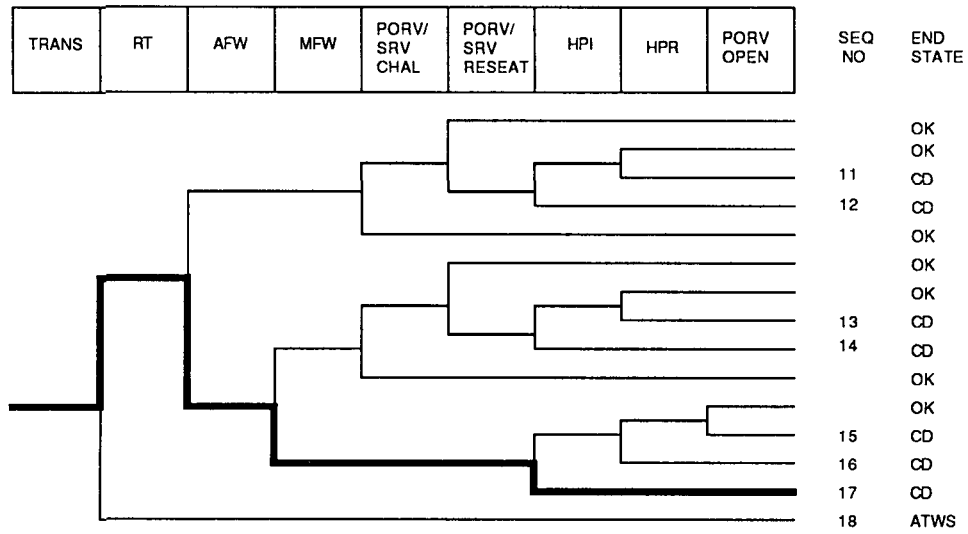 TRANS RT AFW MFW PORV/ SRV CHAL PORV/ SRV RESEAT HPI HPR PORV OPEN SEQ NO END STATE
OK
OK
11 CD
12 CD
OK
OK
OK
13 CD
14 CD
OK
OK
15 CD
16 CD
17 CD
18 ATWS